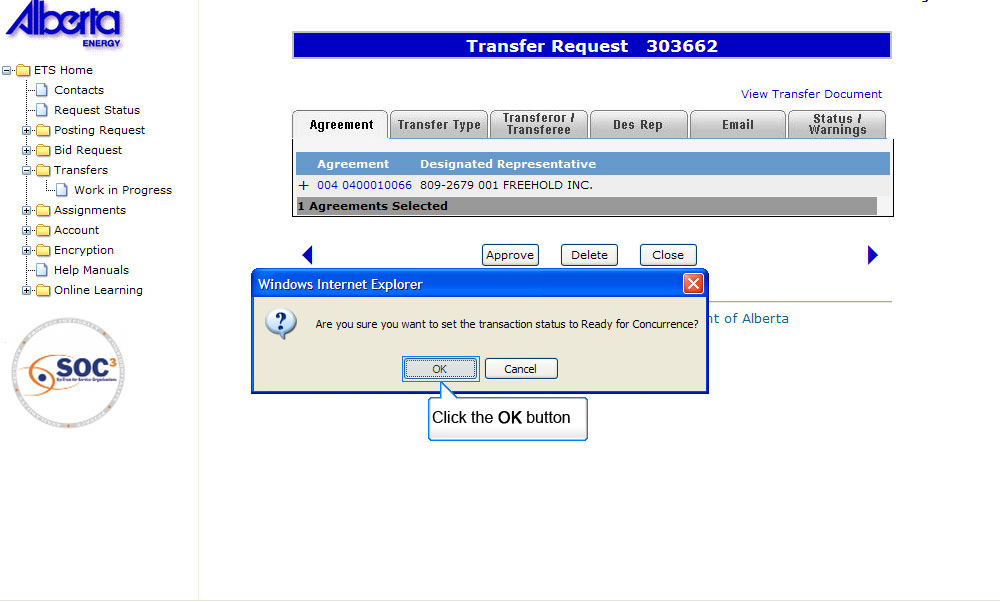 Alberta
ENERGY
ETS Home
Contacts
Request Status
Posting Request
Bid Request
Transfers
Work in Progress
Assignments
Account
Encryption
Help Manuals
Online Learning
SOC3
SysTrust for Service Organizations
Transfer Request 303662
View Transfer Document
Agreement
Transfer Type
Transferor /
Transferee
Des Rep
Email
Status /
Warnings
Agreement Designated Representative
+ 004 0400010066 809-2679 001 FREEHOLD INC.
1 Agreements Selected
Approve Delete Close
Windows Internet Explorer
?
Are you sure you want to set the transaction status to Ready for Concurrence?
nt of Alberta
OK Cancel
Click the OK button